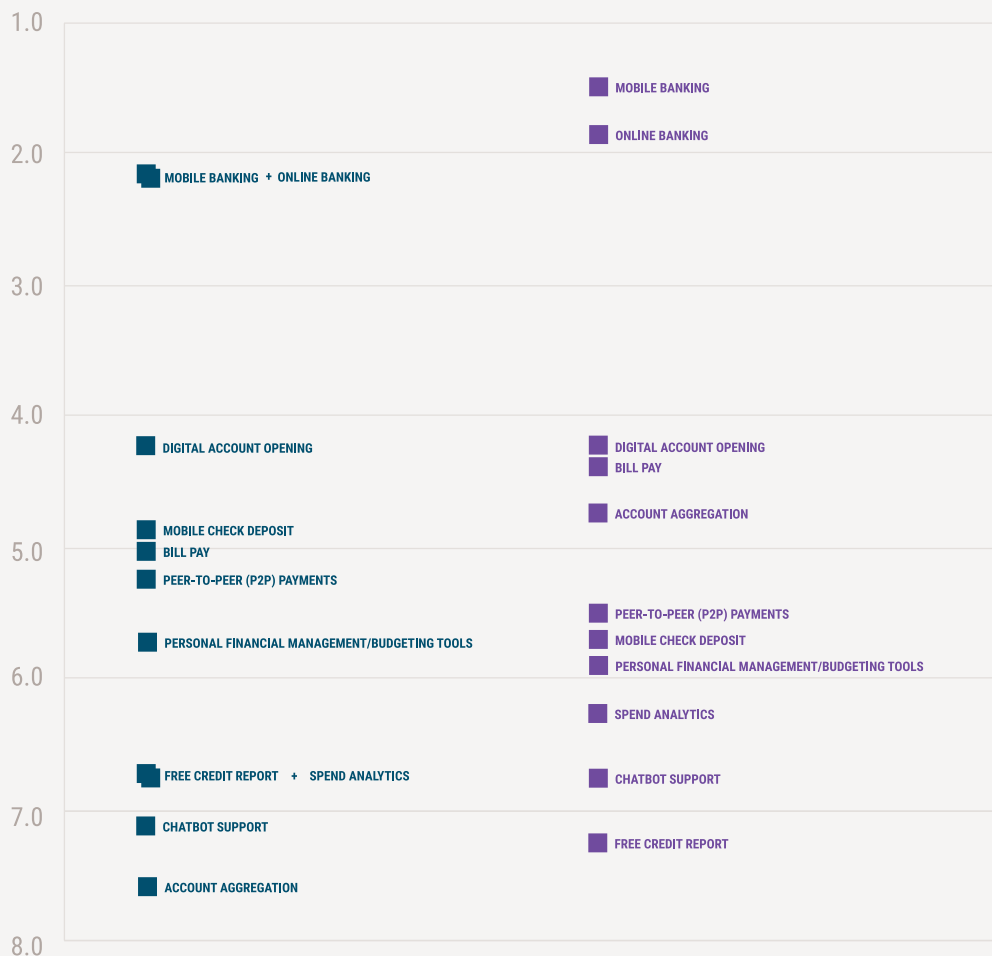 1.0
MOBILE BANKING
ONLINE BANKING
2.0
MOBILE BANKING + ONLINE BANKING
3.0
4.0
DIGITAL ACCOUNT OPENING
DIGITAL ACCOUNT OPENING
BILL PAY
ACCOUNT AGGREGATION
MOBILE CHECK DEPOSIT
5.0
BILL PAY
PEER-TO-PEER (P2P) PAYMENTS
PEER-TO-PEER (P2P) PAYMENTS
MOBILE CHECK DEPOSIT
PERSONAL FINANCIAL MANAGEMENT/BUDGETING TOOLS
PERSONAL FINANCIAL MANAGEMENT/BUDGETING TOOLS
6.0
SPEND ANALYTICS
FREE CREDIT REPORT + SPEND ANALYTICS
CHATBOT SUPPORT
7.0
CHATBOT SUPPORT
FREE CREDIT REPORT
ACCOUNT AGGREGATION
8.0